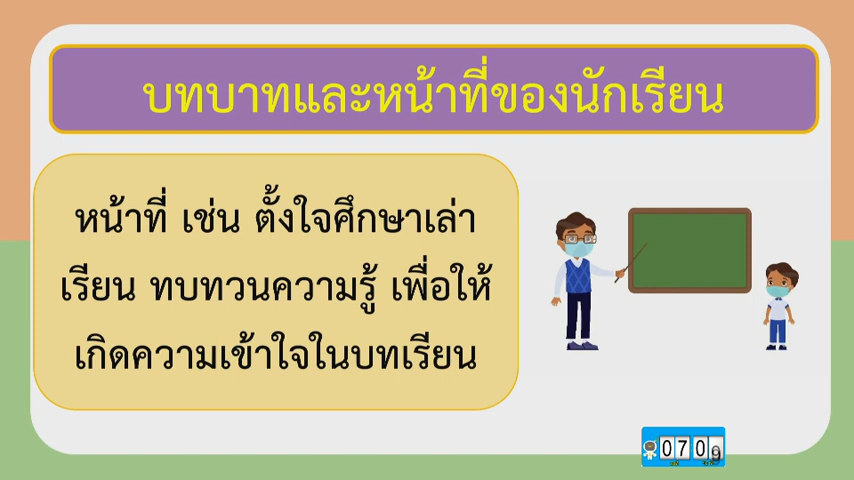 บทบาทและหน้าที่ของนักเรียน
หน้าที่ เช่น ตั้งใจศึกษาเล่า
เรียน ทบทวนความรู้ เพื่อให้
เกิดความเข้าใจในบทเรียน
070